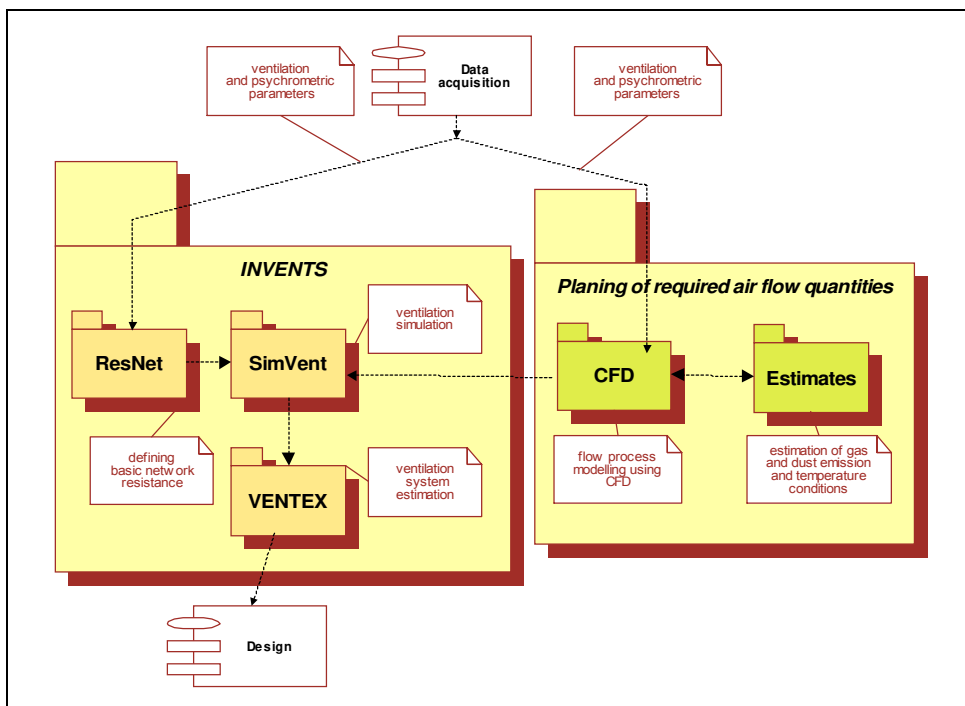 ventilation
and psychrometric
parameters
Data
acquisition
ventilation
and psychrometric
parameters
INVENTS
Planing of required air flow quantities
ventilation
simulation
ResNet
SimVent
CFD
Estimates
defining
basic network
resistance
VENTEX
ventilation
system
estimation
flow process
modelling using
CFD
estimation of gas
and dust emission
and temperature
conditions
Design